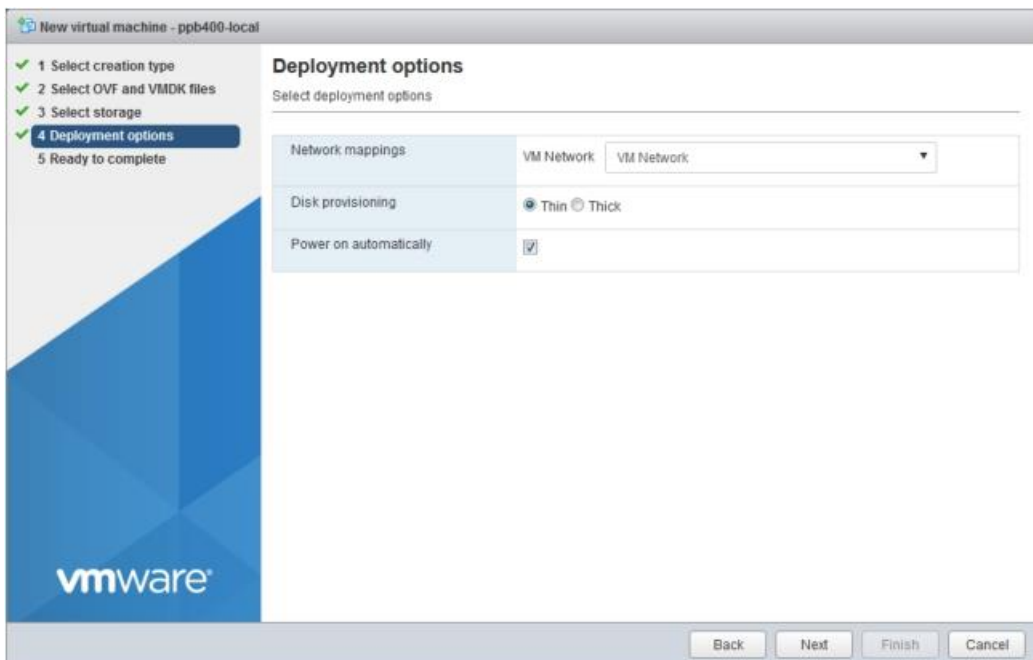 New virtual machine - ppb400-local
1 Select creation type
2 Select OVF and VMDK files
3 Select storage
4 Deployment options
5 Ready to complete
Deployment options
Select deployment options
Network mappings
VM Network VM Network
Disk provisioning
Thin Thick
Power on automatically
vmware
Back Next Finish Cancel